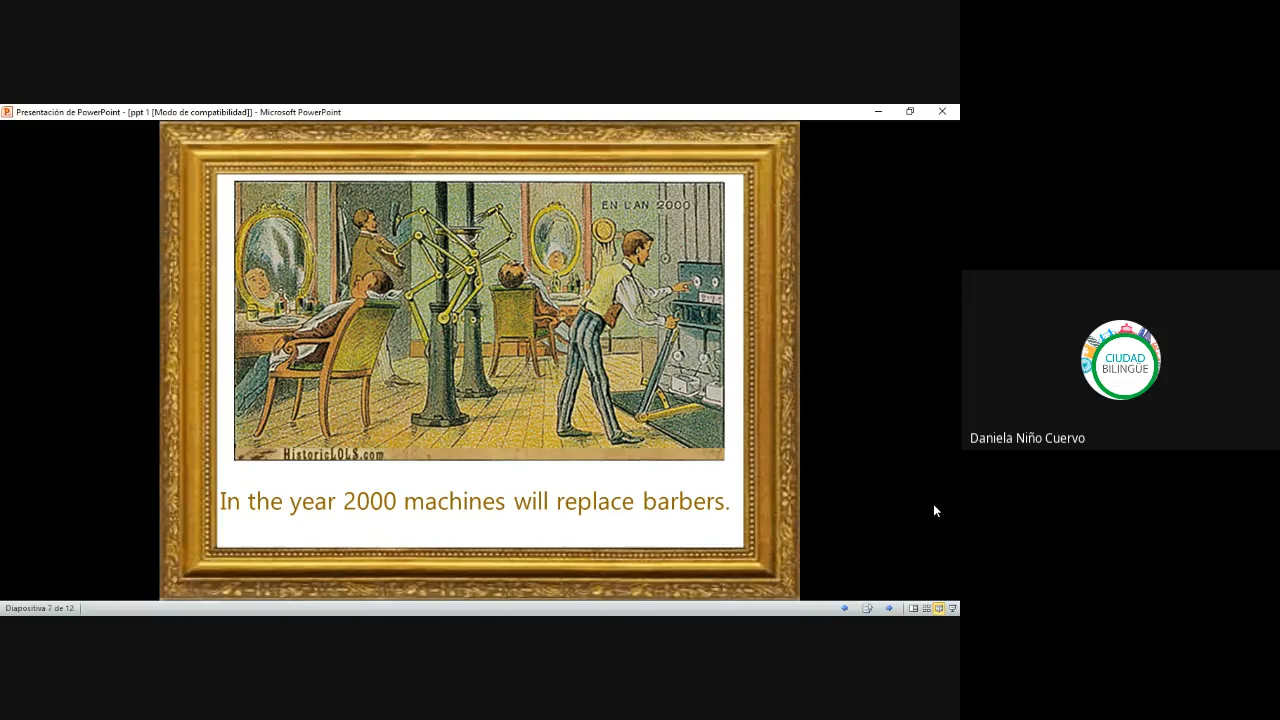 Presentación de PowerPoint - [ppt 1 [Modo de compatibilidad]] - Microsoft PowerPoint
EN L'AN 2000
HistoricLOLS.com
In the year 2000 machines will replace barbers.
CIUDAD
BILINGÜE
Daniela Niño Cuervo
Diapositiva 7 de 12